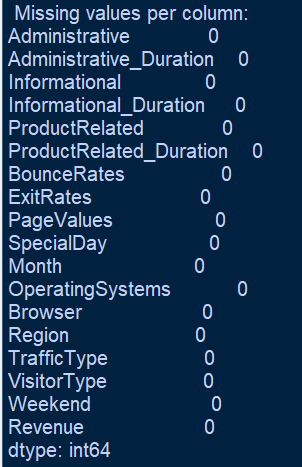 Missing values per column:
Administrative 0
Administrative_Duration 0
Informational 0
Informational_Duration 0
ProductRelated 0
ProductRelated_Duration 0
BounceRates 0
ExitRates 0
PageValues 0
SpecialDay 0
Month 0
OperatingSystems 0
Browser 0
Region 0
TrafficType 0
VisitorType 0
Weekend 0
Revenue 0
dtype: int64